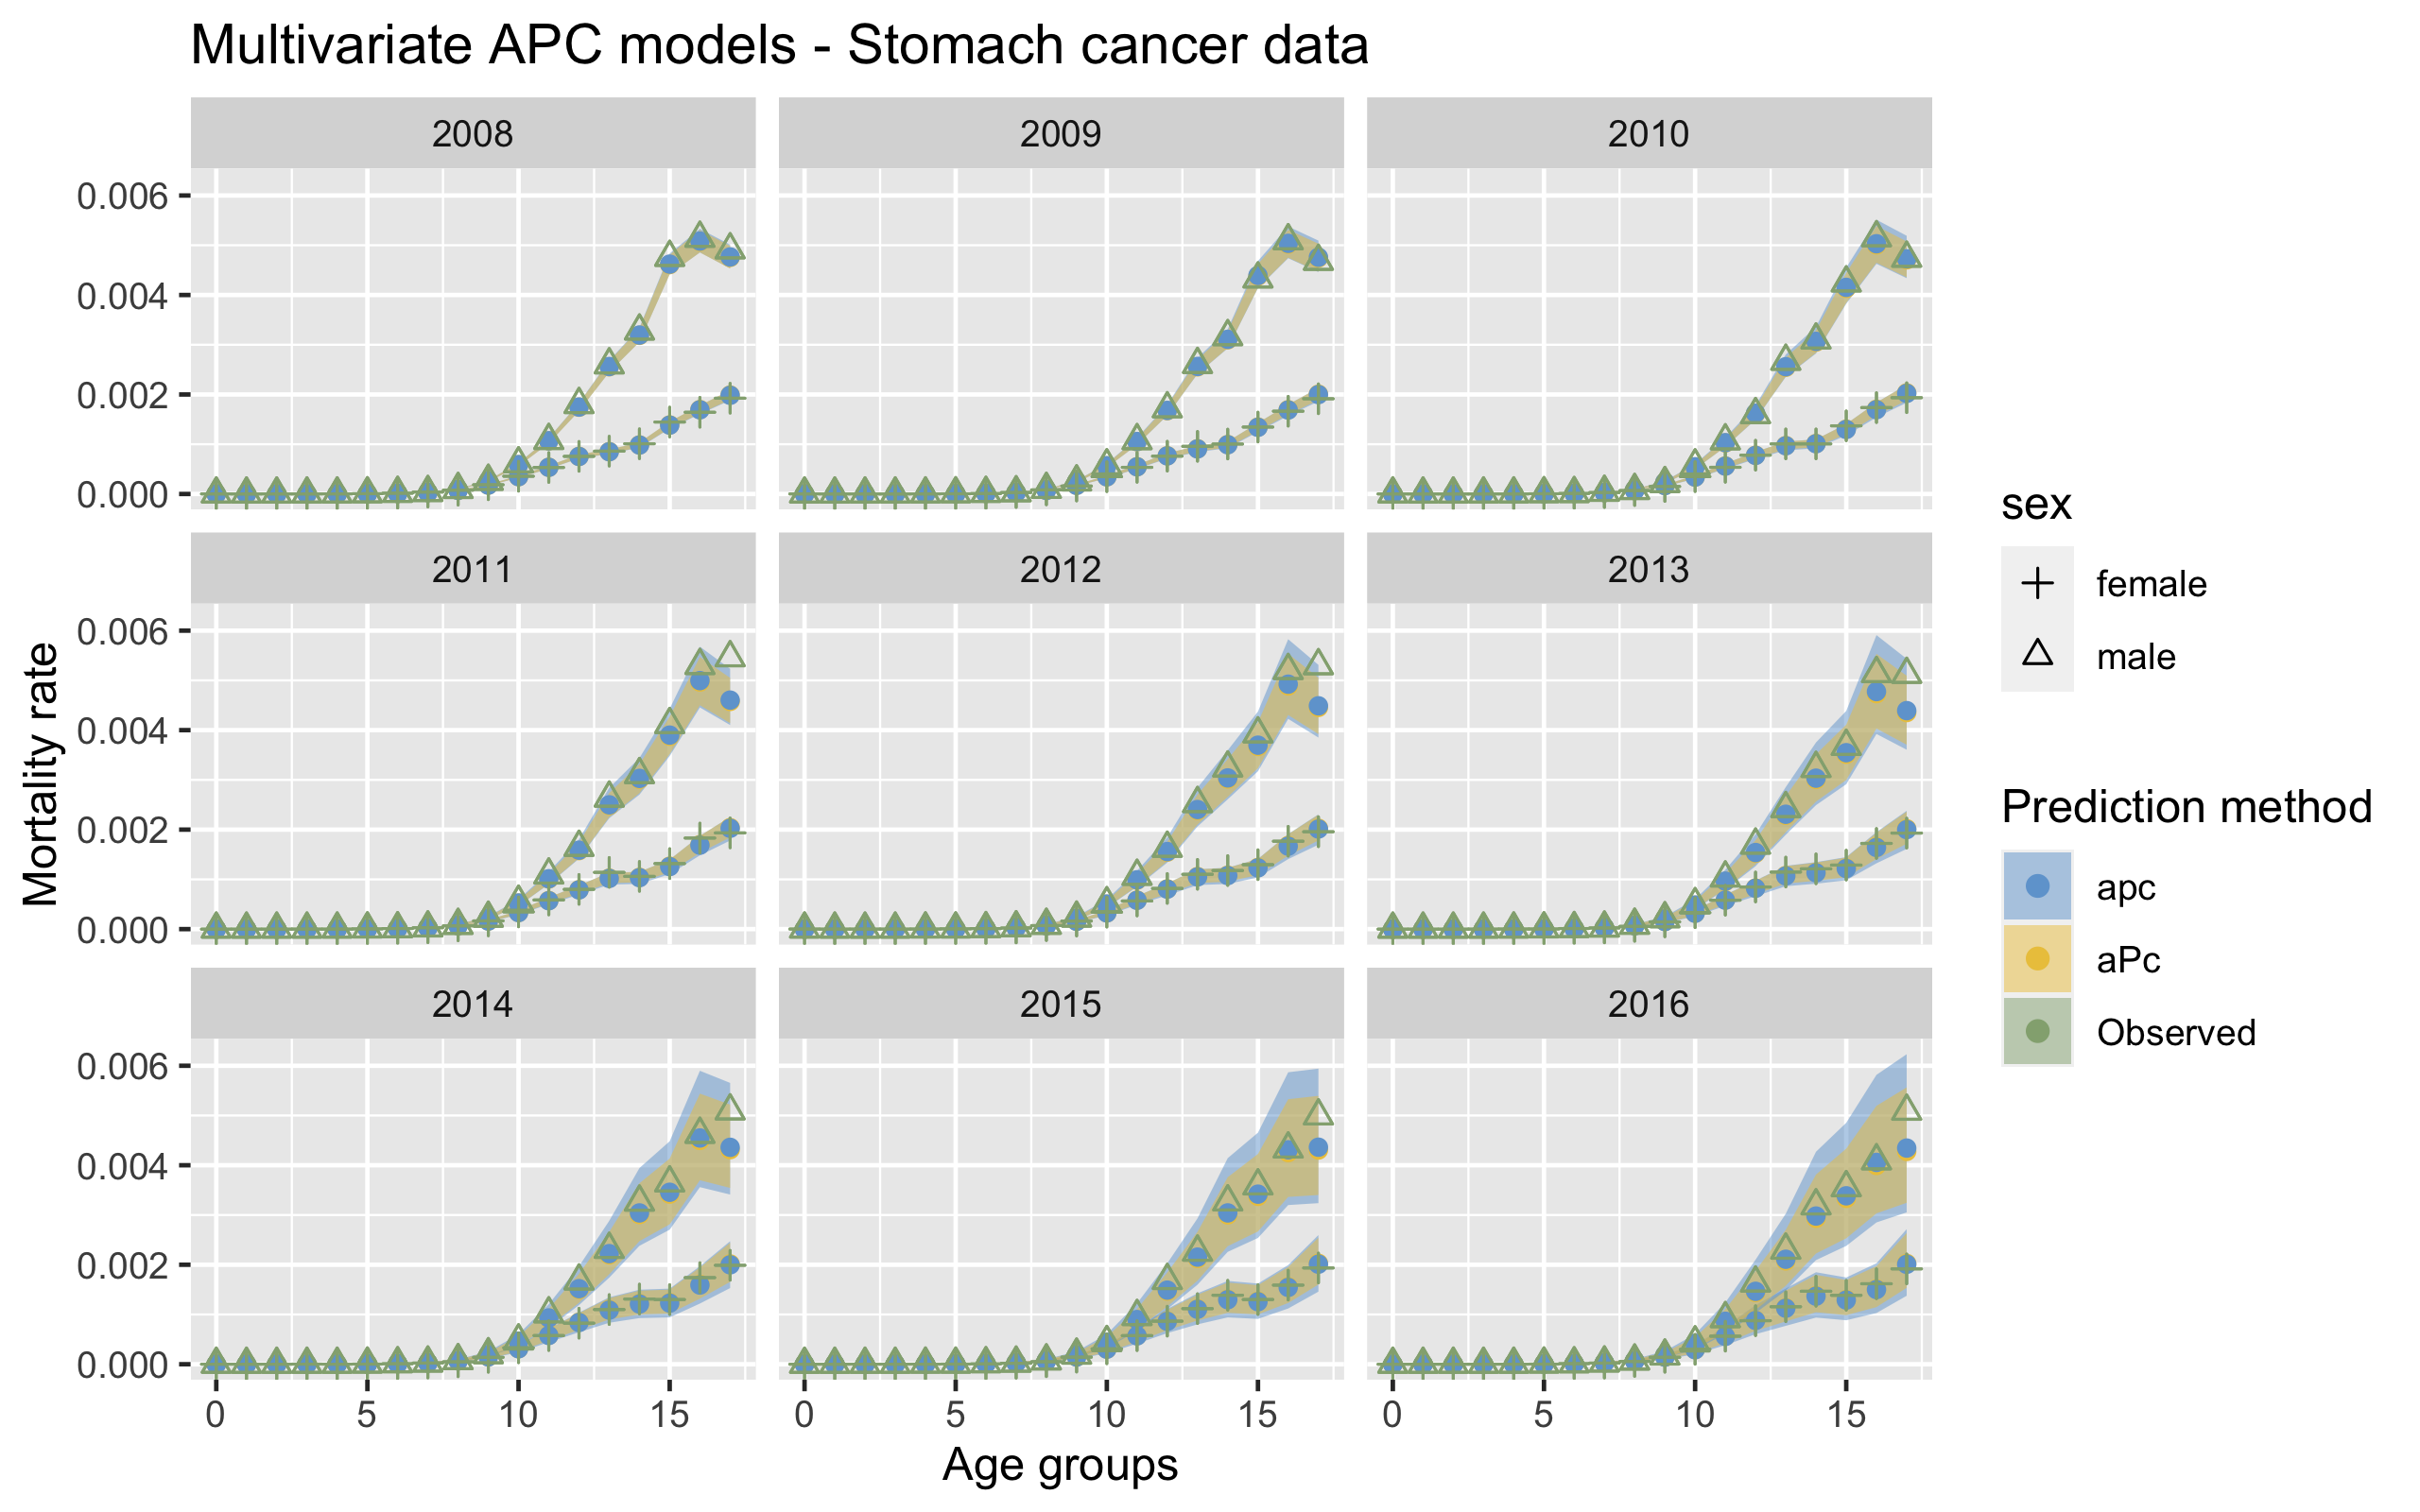 Multivariate APC models - Stomach cancer data
2008
2009
2010
0.006
0.004
0.002
0.000
2011
2012
2013
0.006
0.004
0.002
0.000
2014
2015
2016
0.006
0.004
0.002
0.000
0 5 10 15
0 5 10 15
0 5 10 15
Age groups
Mortality rate
sex
female
male
Prediction method
apc
aPc
Observed